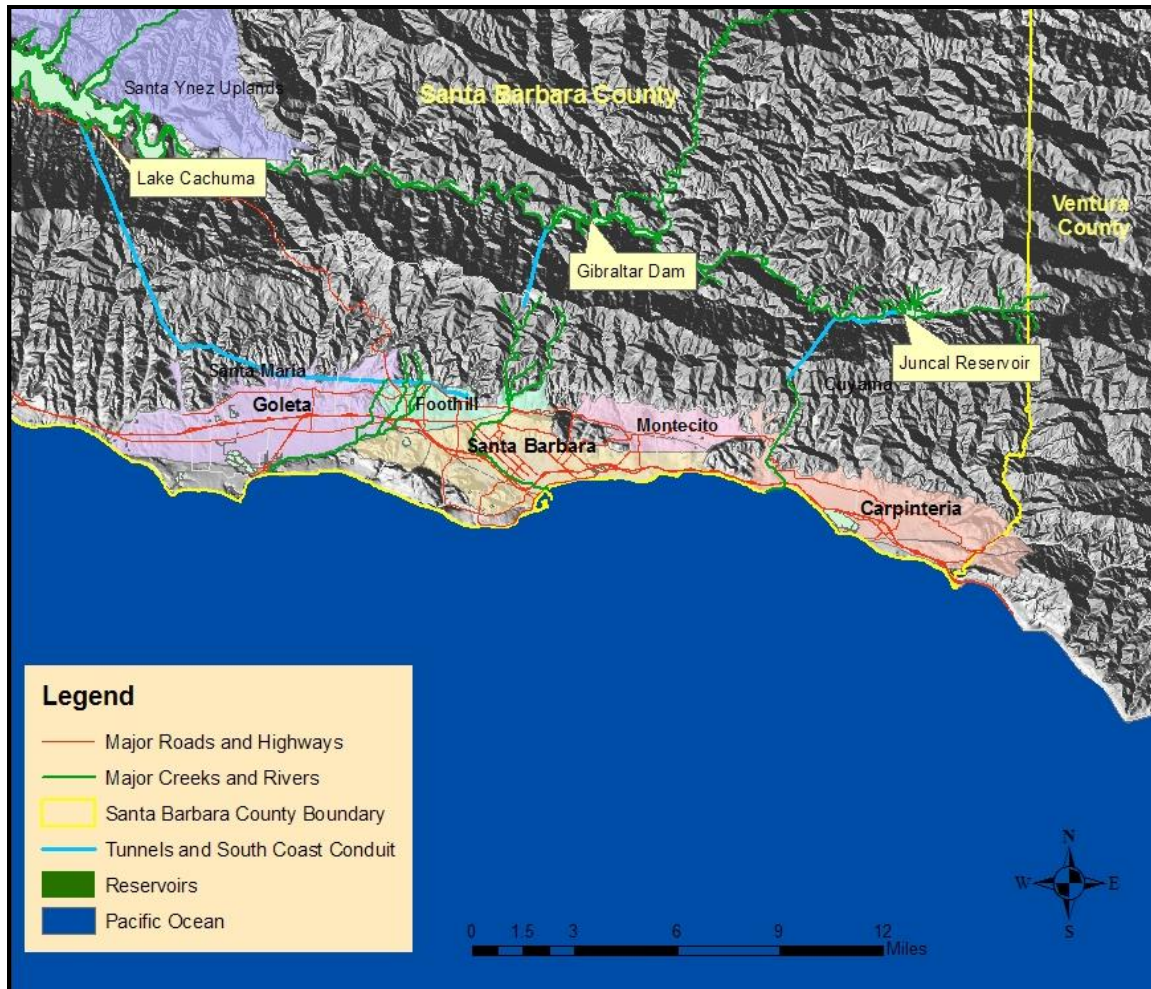 Santa Ynez Uplands
Santa Barbara County
Lake Cachuma
Ventura
County
Gibraltar Dam
Juncal Reservoir
Santa Maria
Cuyama
Goleta
Foothill
Montecito
Santa Barbara
Carpinteria
Legend
Major Roads and Highways
Major Creeks and Rivers
Santa Barbara County Boundary
Tunnels and South Coast Conduit
Reservoirs
Pacific Ocean
N
W E
S
0 1.5 3 6 9 12
Miles